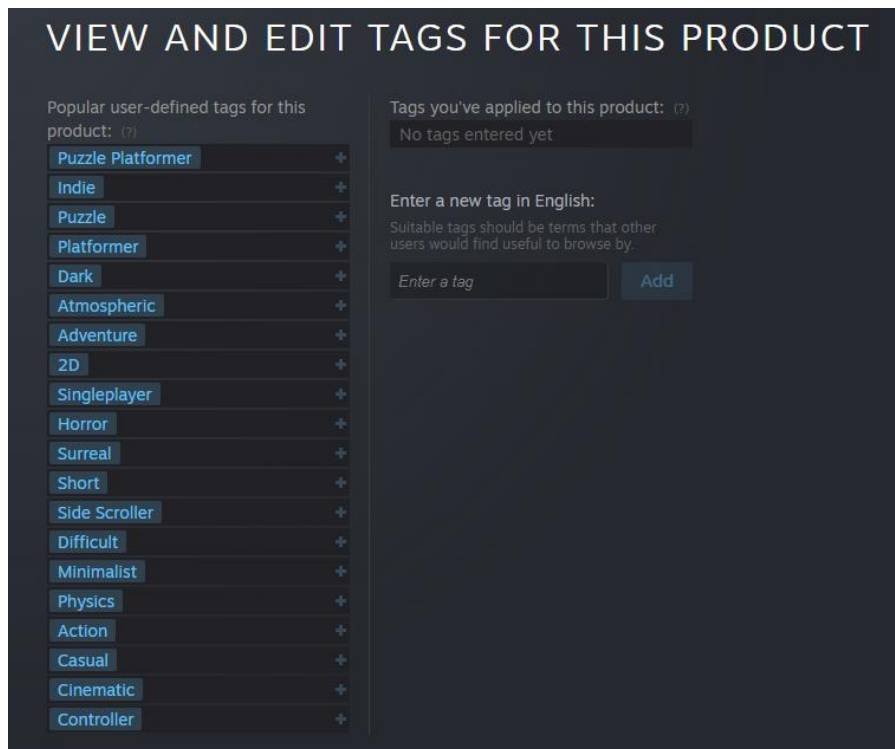 VIEW AND EDIT TAGS FOR THIS PRODUCT
Popular user-defined tags for this
product: (?)
Puzzle Platformer
Indie
Puzzle
Platformer
Dark
Atmospheric
Adventure
2D
Singleplayer
Horror
Surreal
Short
Side Scroller
Difficult
Minimalist
Physics
Action
Casual
Cinematic
Controller
Tags you've applied to this product: (?)
No tags entered yet
Enter a new tag in English:
Suitable tags should be terms that other
users would find useful to browse by.
Enter a tag
Add